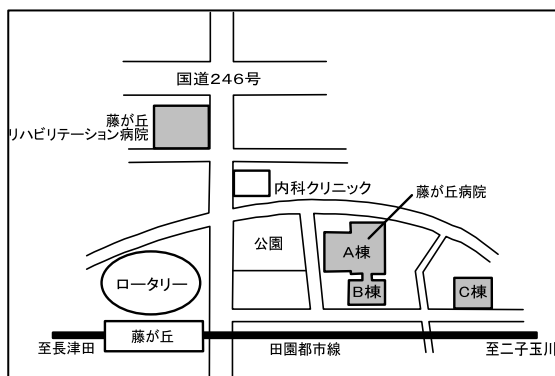 国道246号
藤が丘
リハビリテーション病院
内科クリニック
藤が丘病院
公園
A棟
ロータリー
B棟
C棟
藤が丘
至長津田
田園都市線
至二子玉川